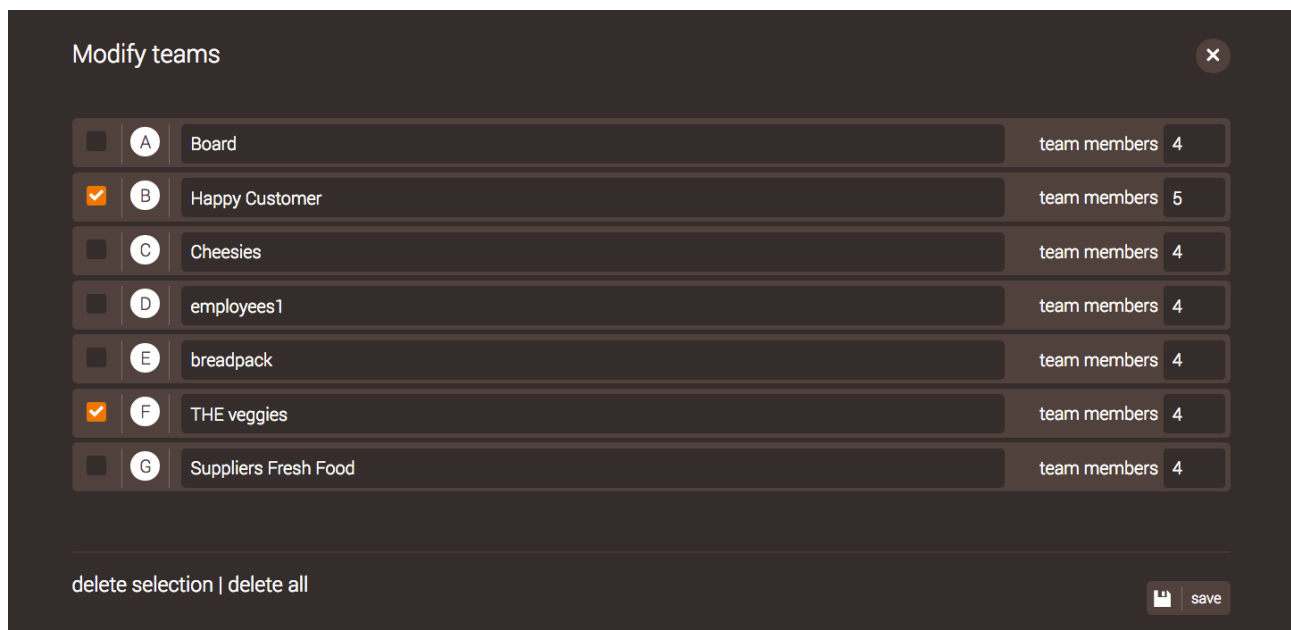 Modify teams
A Board team members 4
B Happy Customer team members 5
C Cheesies team members 4
D employees1 team members 4
E breadpack team members 4
F THE veggies team members 4
G Suppliers Fresh Food team members 4
delete selection | delete all
save